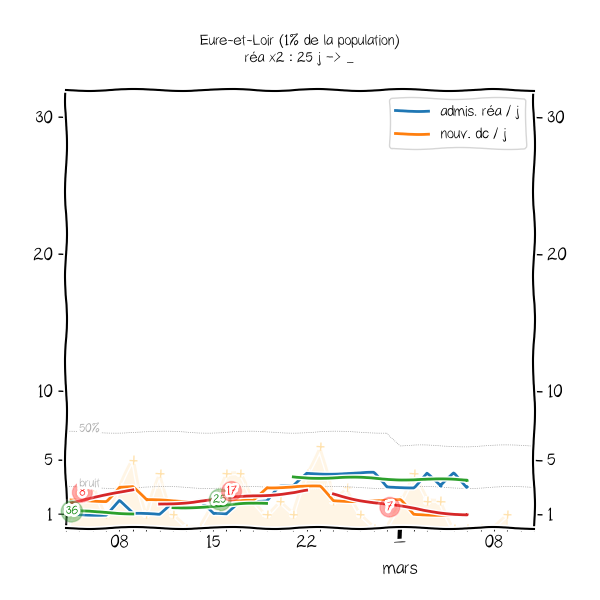 Eure-et-Loir (1% de la population)
réa x2 : 25 j -> _
admis. réa / j
nouv. dc / j
30 30
20 20
10 10
50%
5 5
bruit
8 17
36 25 7
1 1
08 15 22 1 08
mars